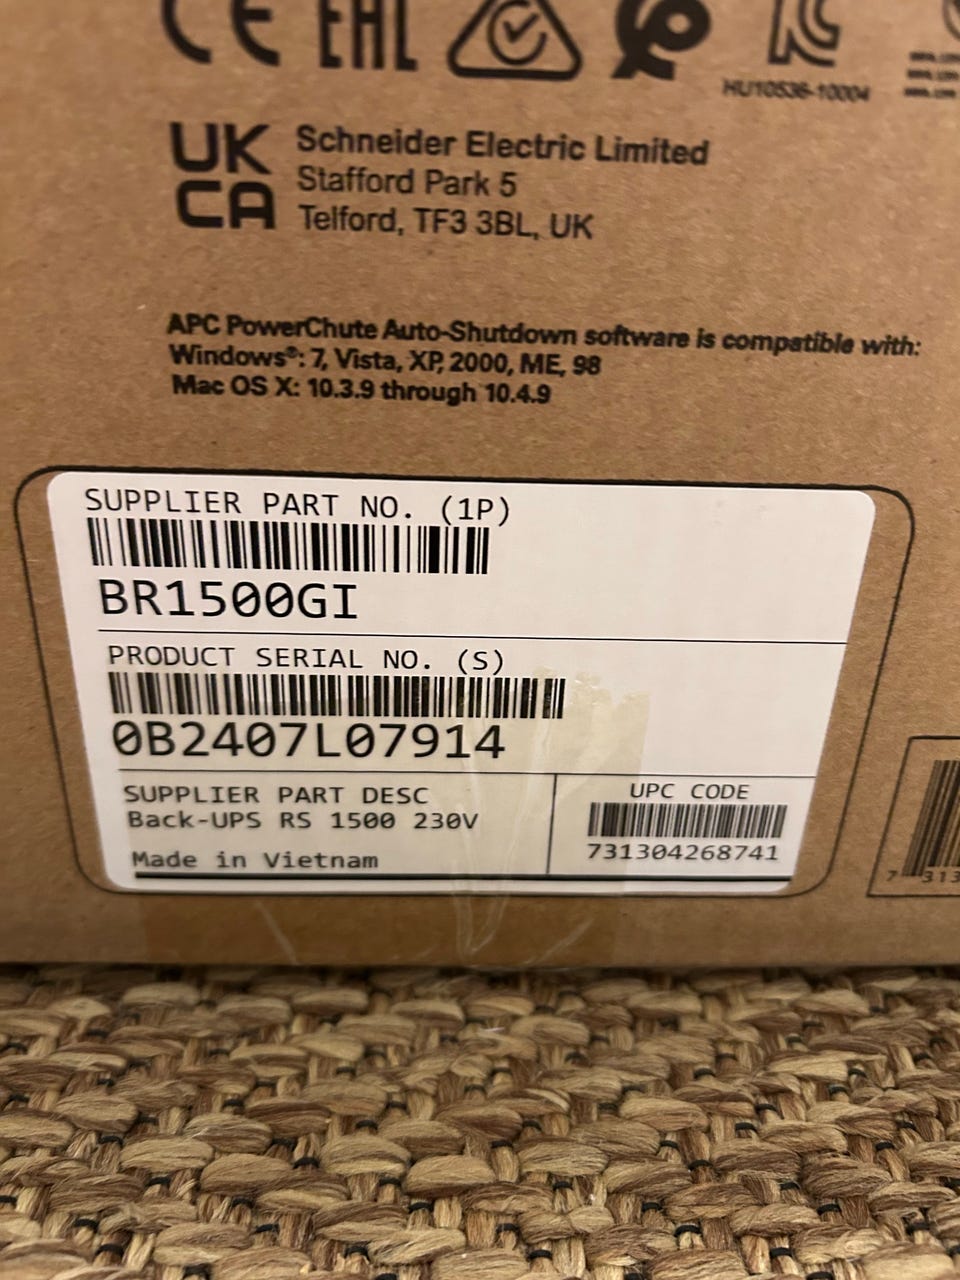 CE EAC
HU10536-10004
UK
CA
Schneider Electric Limited
Stafford Park 5
Telford, TF3 3BL, UK
APC PowerChute Auto-Shutdown software is compatible with:
Windows®: 7, Vista, XP, 2000, ME, 98
Mac OS X: 10.3.9 through 10.4.9
SUPPLIER PART NO. (1P)
BR1500GI
PRODUCT SERIAL NO. (S)
0B2407L07914
SUPPLIER PART DESC
Back-UPS RS 1500 230V
Made in Vietnam
UPC CODE
731304268741
7 313